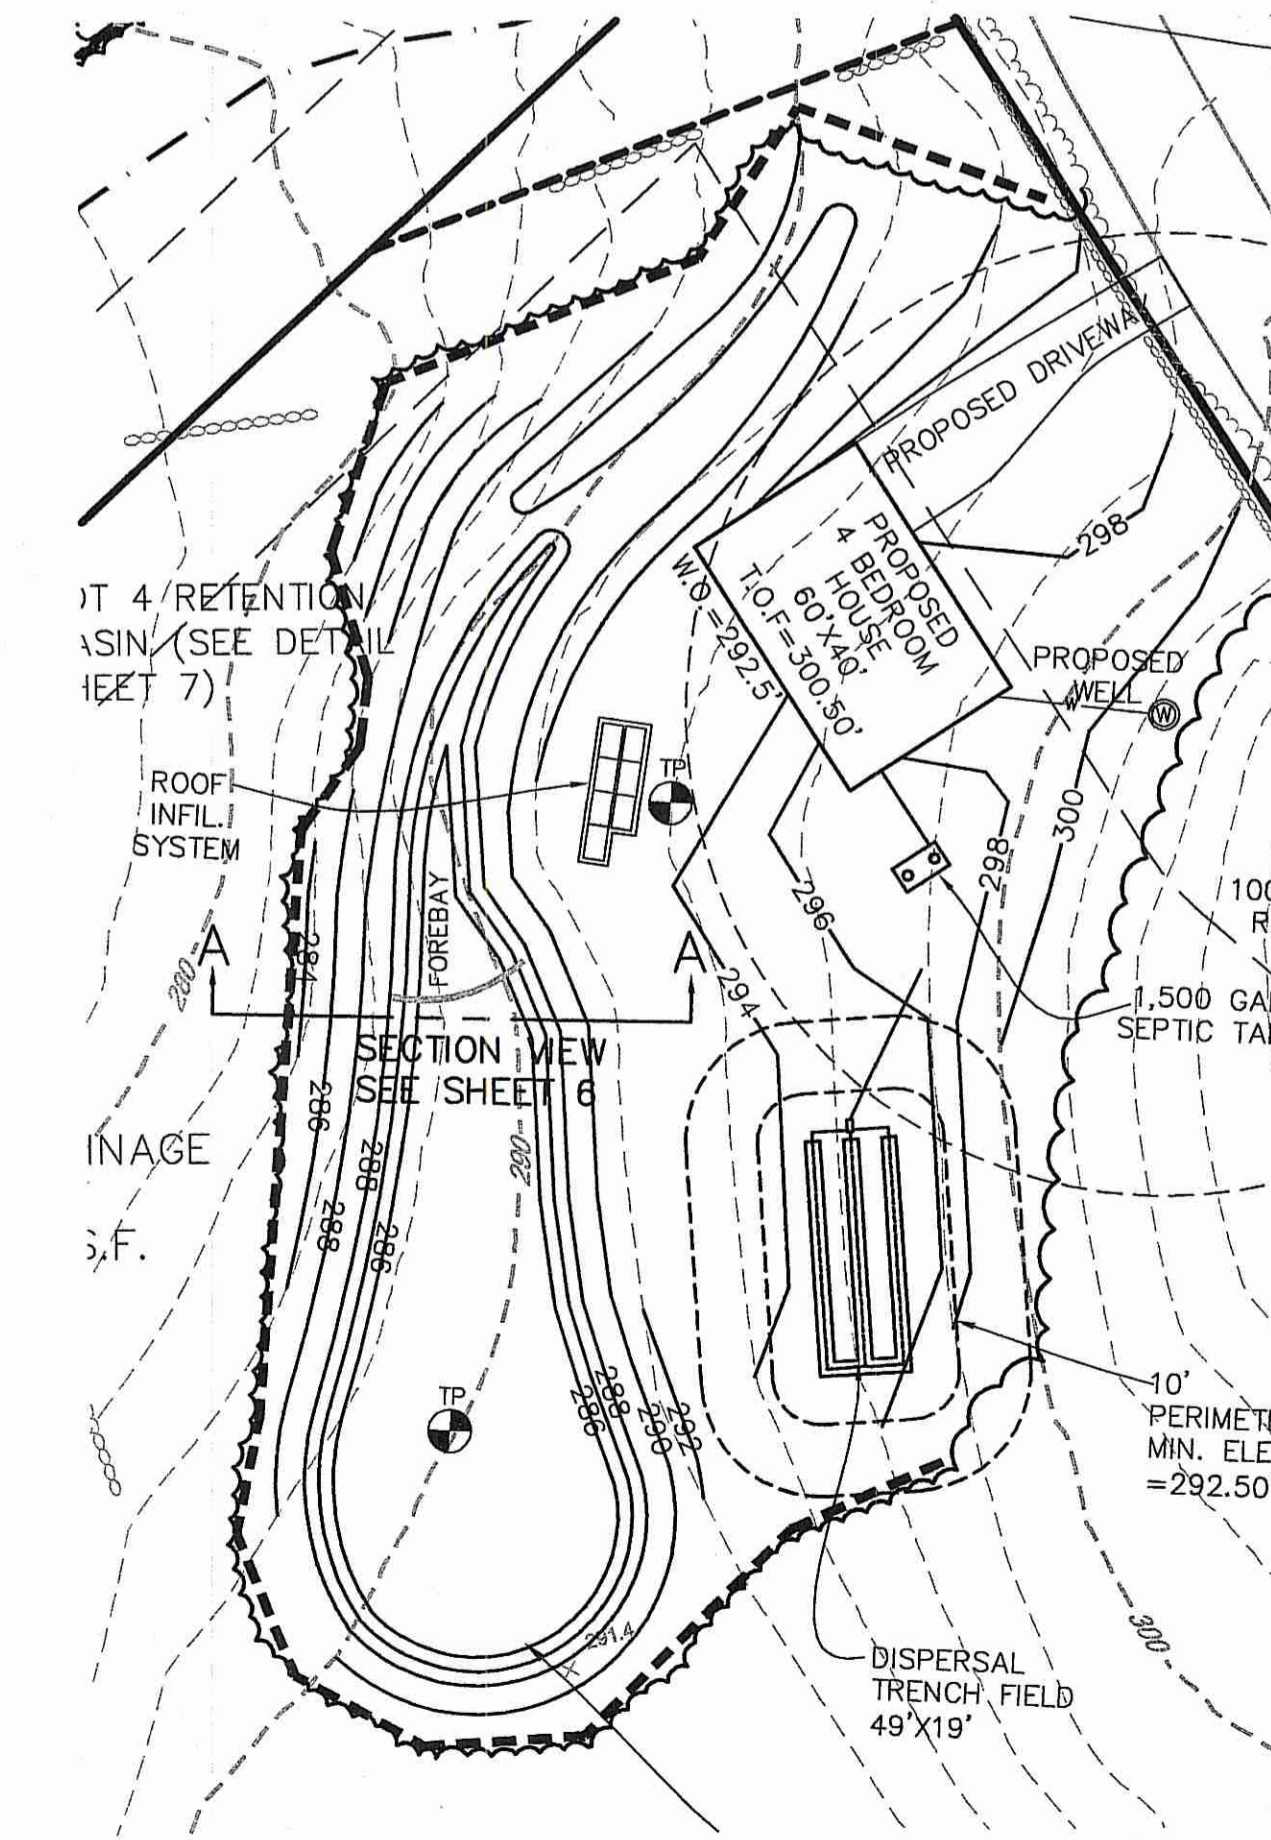 PROPOSED DRIVEWAY
PROPOSED
4 BEDROOM
HOUSE
60'X40'
T.O.F=300.50'
W.O.=292.5'
298
)T 4 RETENTION
ASIN (SEE DETAIL
HEET 7)
PROPOSED
WELL
W
W
ROOF
INFIL.
SYSTEM
TP
300
298
296
FOREBAY
100
R
A
A
284
280
294
1,500 GA
SEPTIC TA
SECTION VIEW
SEE SHEET 6
286
288
290
INAGE
288
286
S.F.
TP
288
286
290
292
10'
PERIMET
MIN. ELE
=292.50
291.4
300
DISPERSAL
TRENCH FIELD
49'X19'